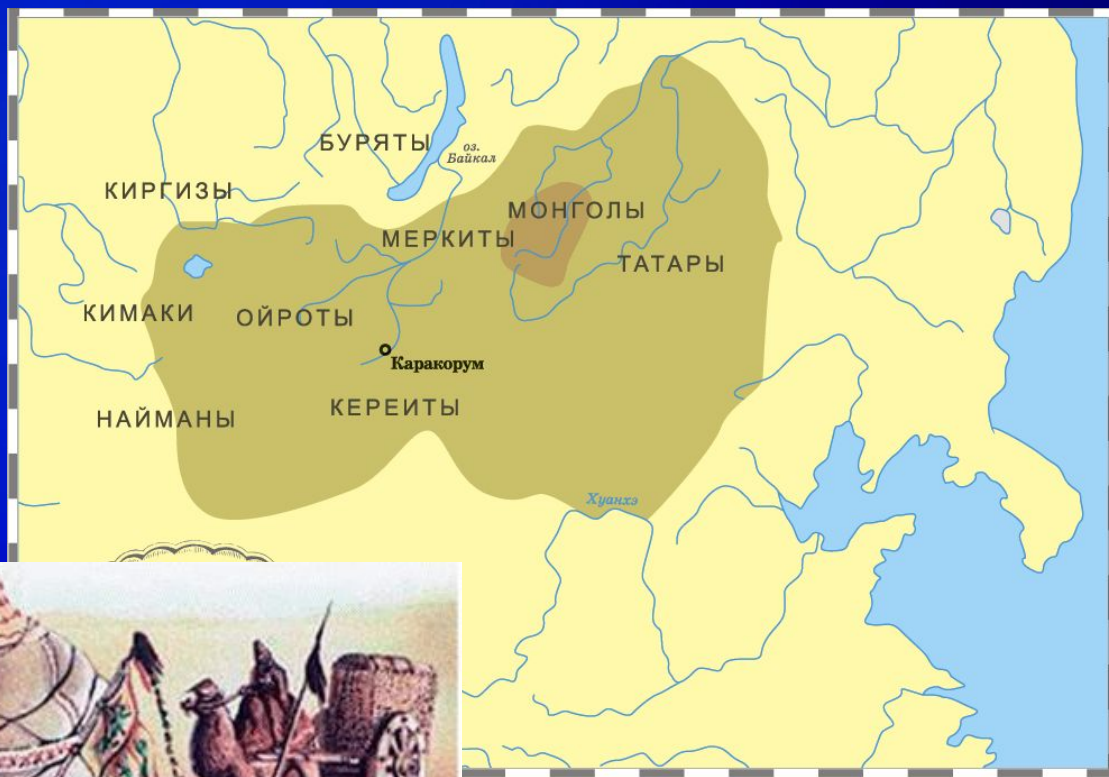 БУРЯТЫ
оз.
Байкал
КИРГИЗЫ
МОНГОЛЫ
МЕРКИТЫ
ТАТАРЫ
КИМАКИ
ОЙРОТЫ
Каракорум
НАЙМАНЫ
КЕРЕИТЫ
Хуанхэ